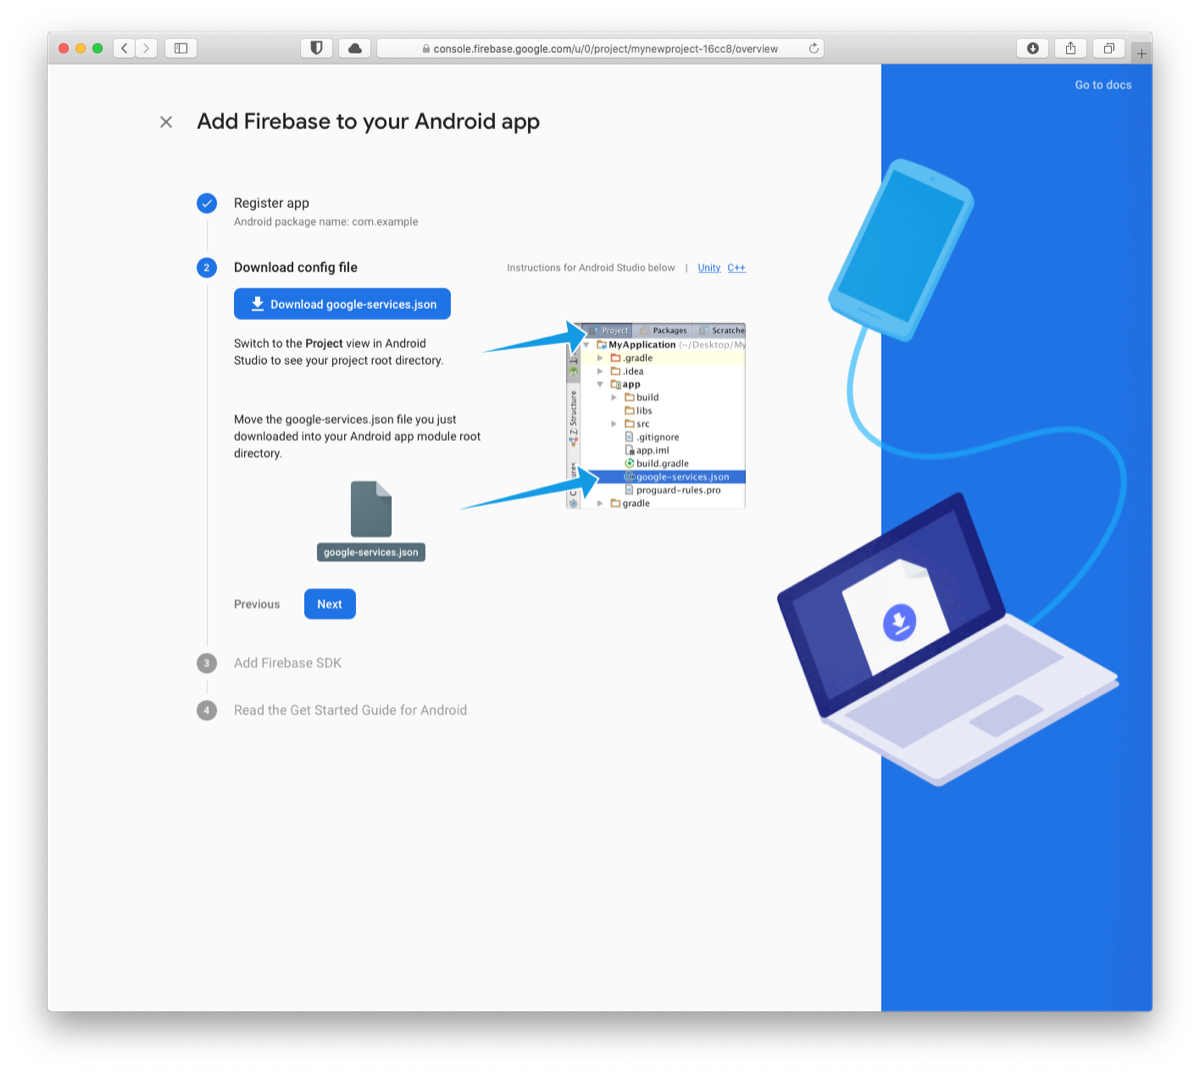 console.firebase.google.com/u/0/project/mynewproject-16cc8/overview
Go to docs
Add Firebase to your Android app
Register app
Android package name: com.example
2
Download config file
Instructions for Android Studio below | Unity C++
Download google-services.json
Switch to the Project view in Android
Studio to see your project root directory.
Move the google-services.json file you just
downloaded into your Android app module root
directory.
google-services.json
Project Packages Scratche
MyApplication (~/Desktop/My
.gradle
.idea
app
build
libs
src
.gitignore
app.iml
build.gradle
google-services.json
proguard-rules.pro
gradle
Z: Structure
Previous
Next
3
Add Firebase SDK
4
Read the Get Started Guide for Android